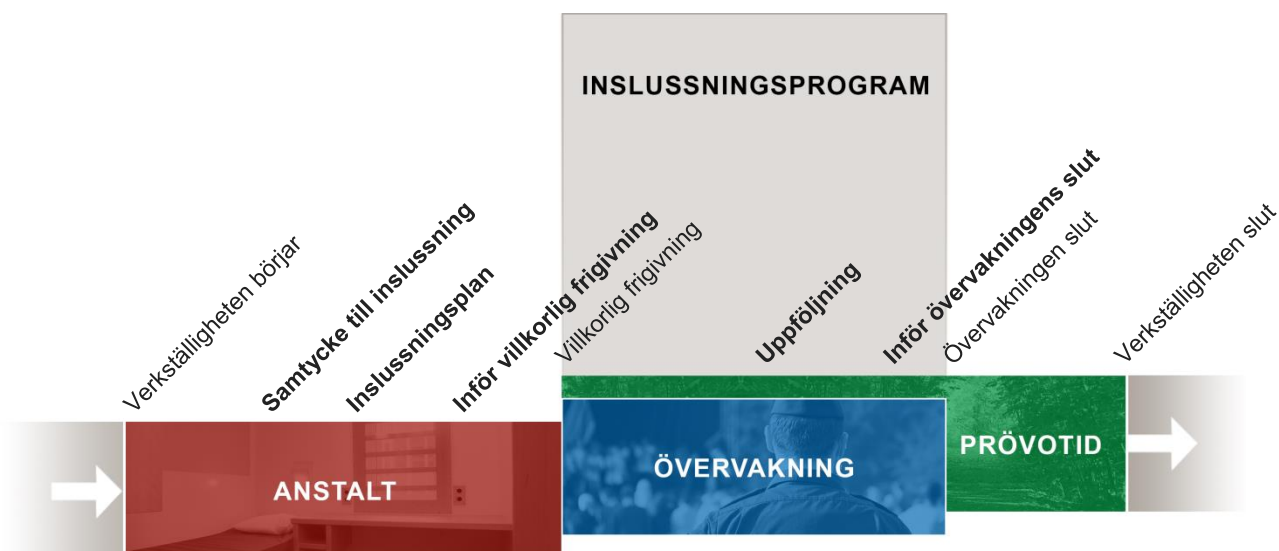 INSLUSSNINGSPROGRAM
Verkställigheten börjar
Samtycke till inslussning
Inslussningsplan
Inför villkorlig frigivning
Villkorlig frigivning
Uppföljning
Inför övervakningens slut
Övervakningen slut
Verkställigheten slut
ANSTALT
ÖVERVAKNING
PRÖVOTID